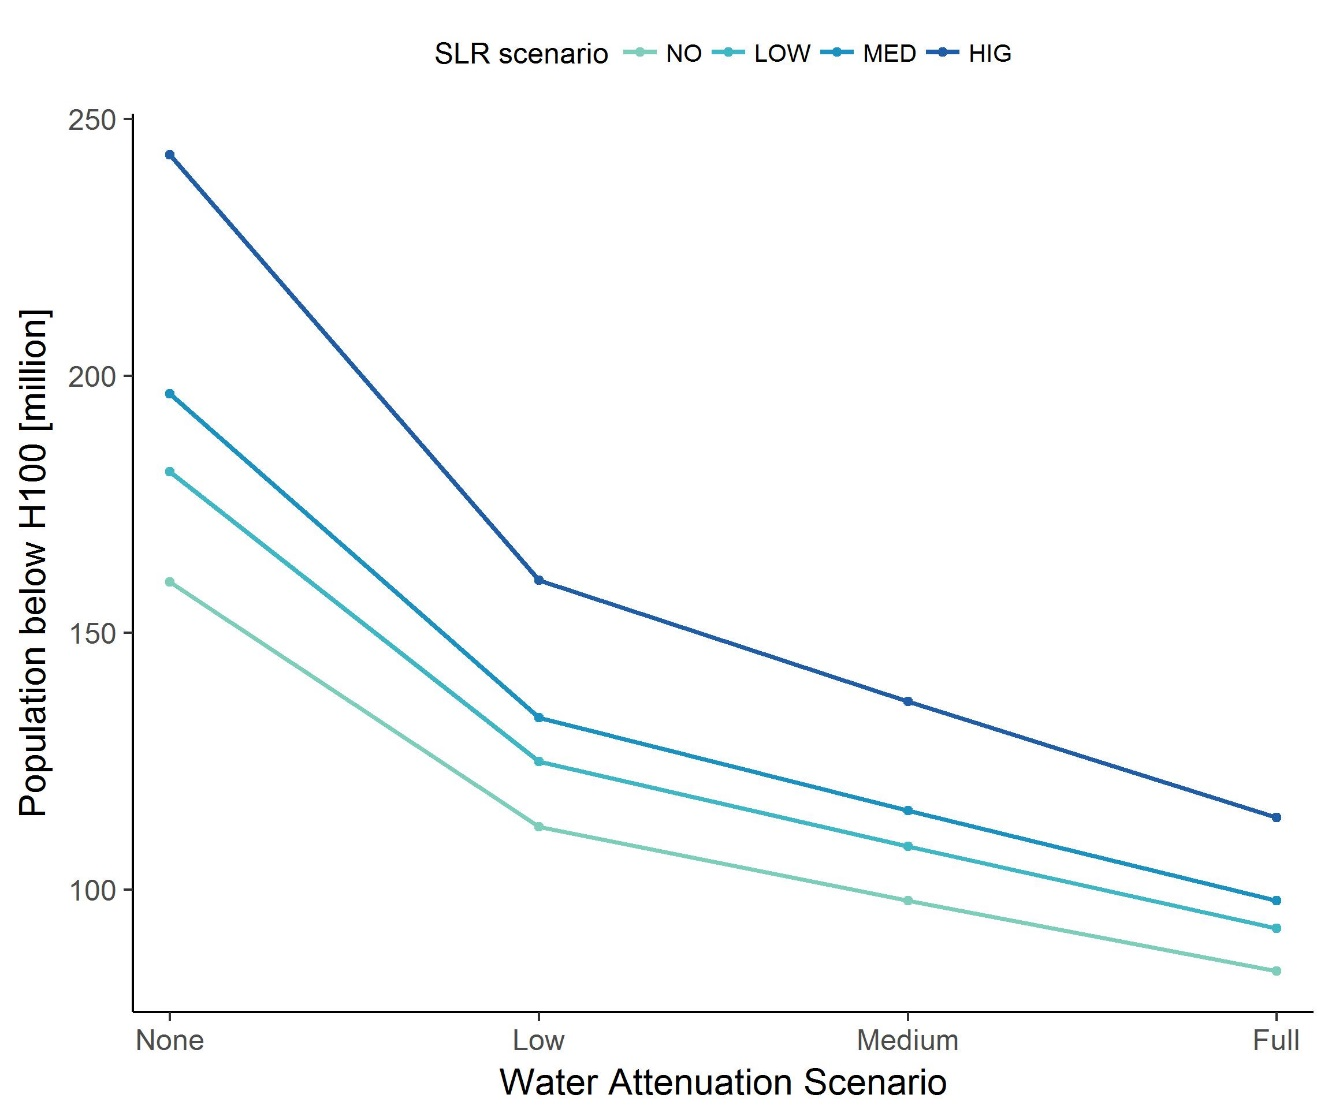 SLR scenario NO LOW MED HIG
250
200
150
100
Population below H100 [million]
None Low Medium Full
Water Attenuation Scenario